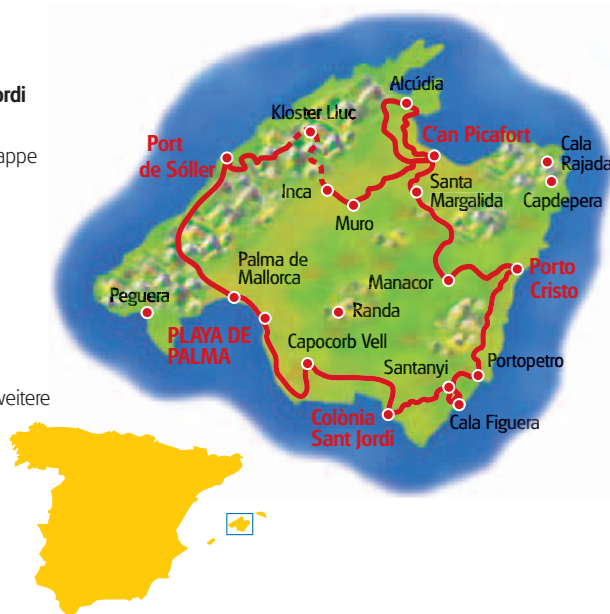 ordi
appe
weitere
Alcúdia
Kloster Lluc
C'an Picafort
Port
de Sóller
Cala
Rajada
Capdepera
Santa
Margalida
Inca
Muro
Palma de
Mallorca
Manacor
Porto
Cristo
Peguera
Randa
PLAYA DE
PALMA
Capocorb Vell
Santanyi
Portopetro
Colònia
Sant Jordi
Cala Figuera